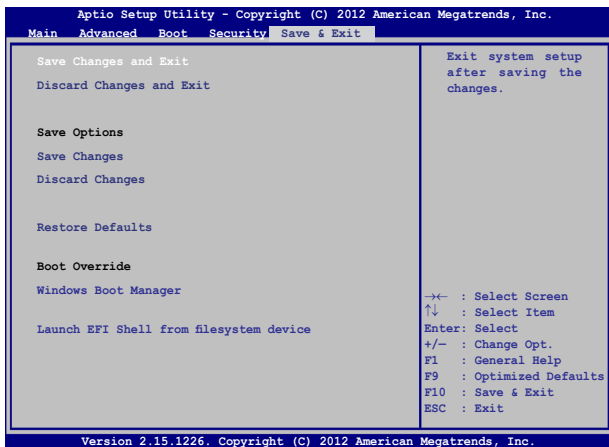 Aptio Setup Utility - Copyright (C) 2012 American Megatrends, Inc.
Main Advanced Boot Security Save & Exit
Save Changes and Exit
Discard Changes and Exit
Save Options
Save Changes
Discard Changes
Restore Defaults
Boot Override
Windows Boot Manager
Launch EFI Shell from filesystem device
Exit system setup
after saving the
changes.
→← : Select Screen
↑↓ : Select Item
Enter: Select
+/— : Change Opt.
F1 : General Help
F9 : Optimized Defaults
F10 : Save & Exit
ESC : Exit
Version 2.15.1226. Copyright (C) 2012 American Megatrends, Inc.